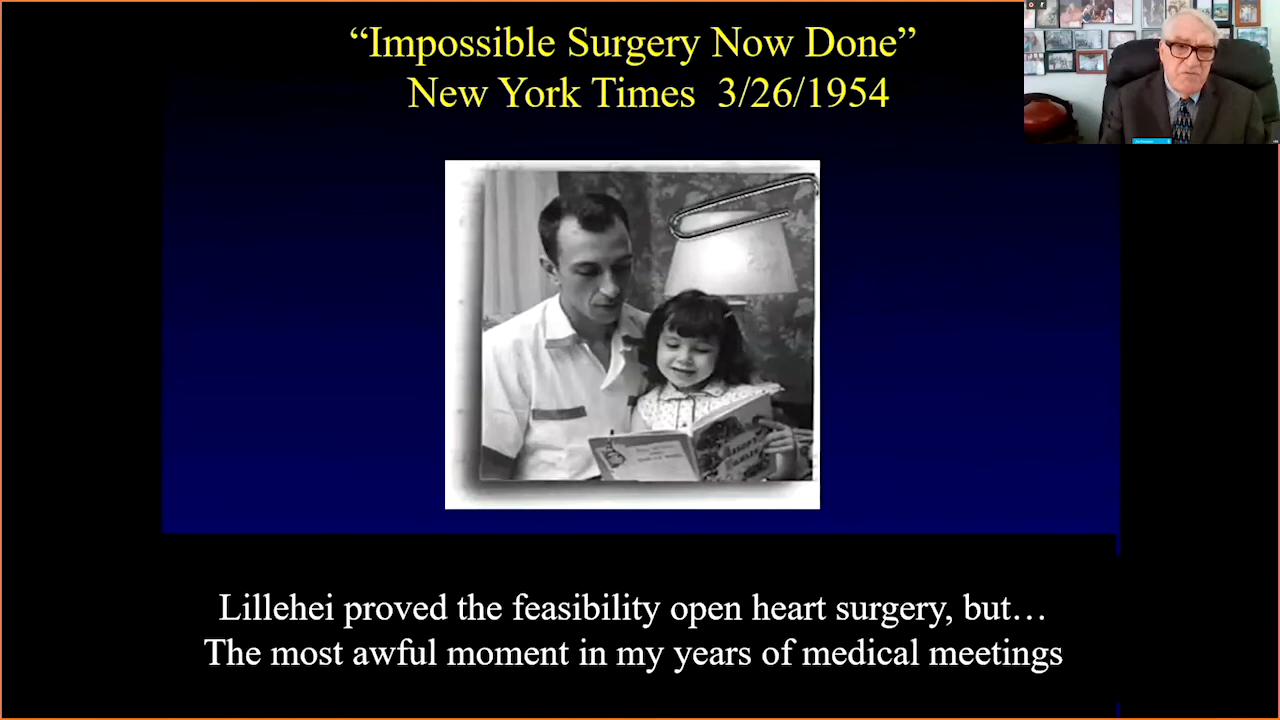 “Impossible Surgery Now Done”
New York Times 3/26/1954
Lillehei proved the feasibility open heart surgery, but…
The most awful moment in my years of medical meetings